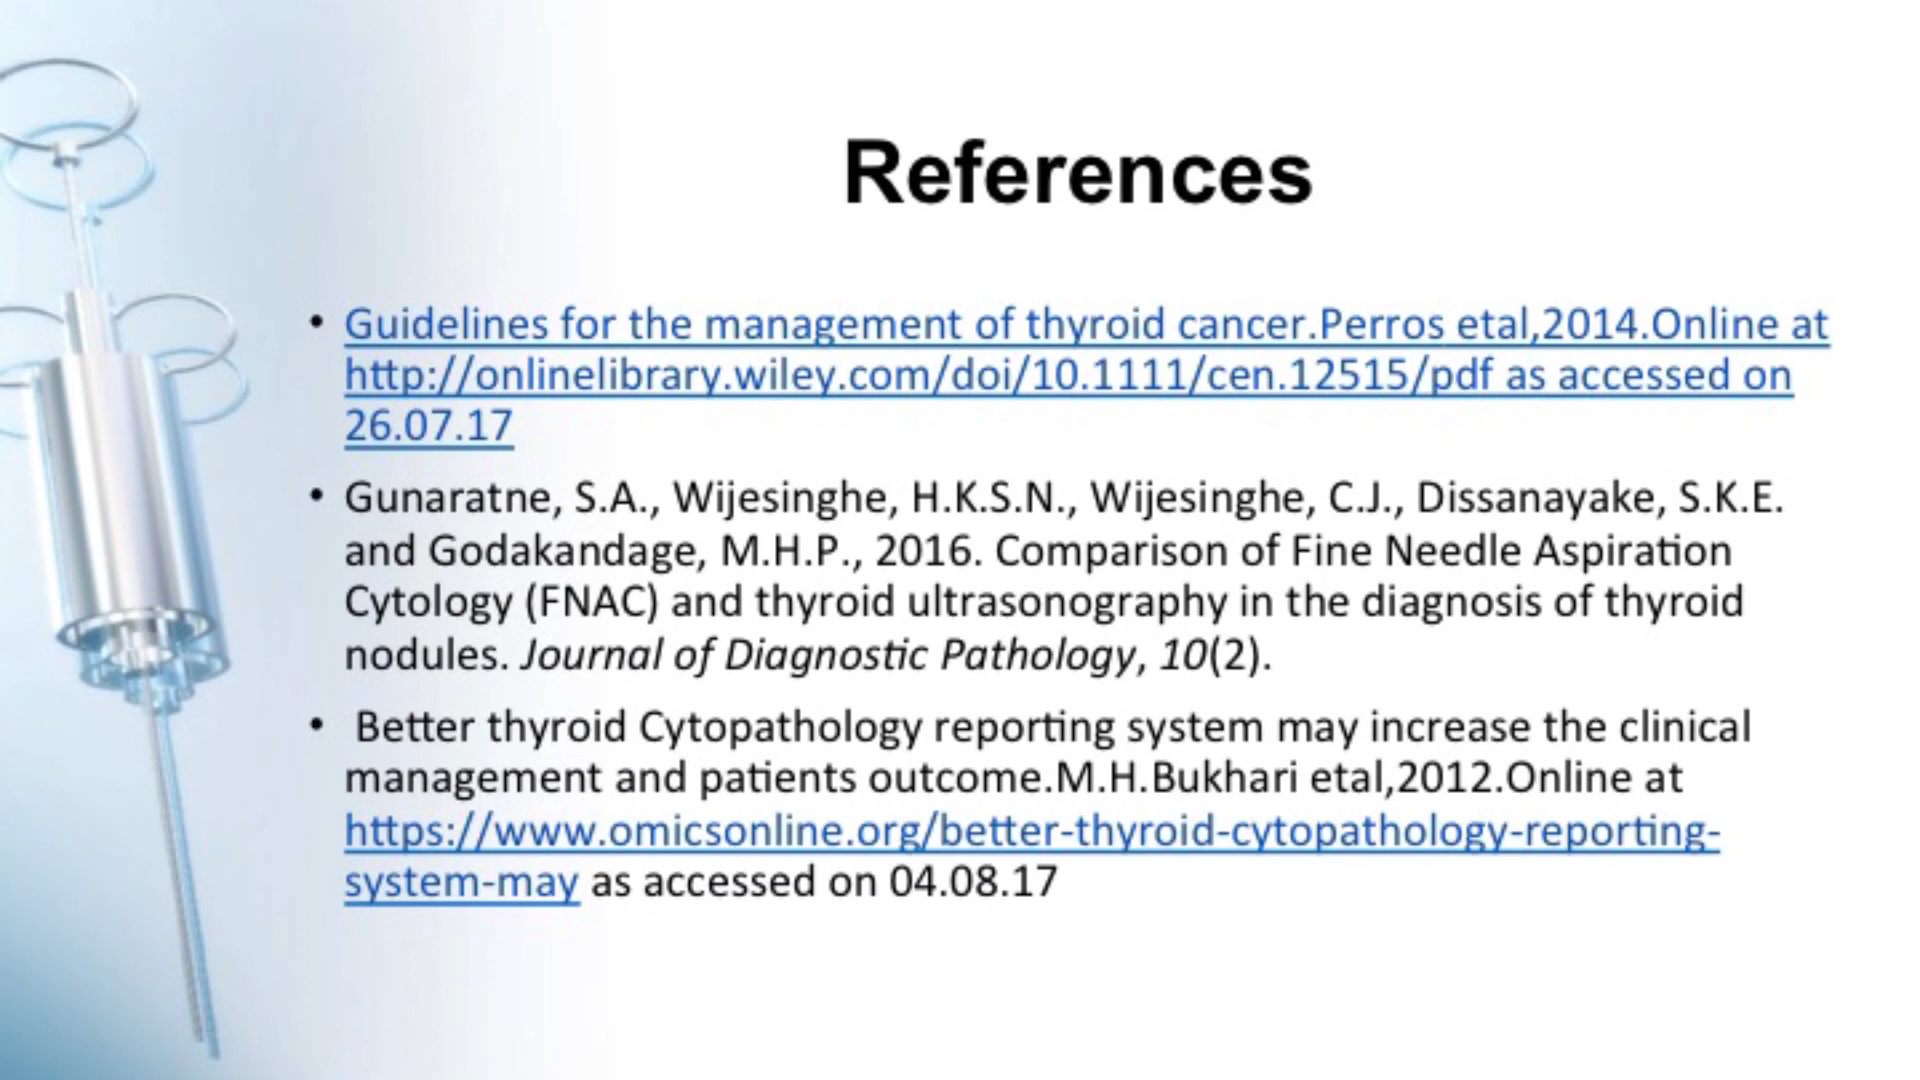 References
• Guidelines for the management of thyroid cancer.Perros etal,2014.Online at
http://onlinelibrary.wiley.com/doi/10.1111/cen.12515/pdf as accessed on
26.07.17
• Gunaratne, S.A., Wijesinghe, H.K.S.N., Wijesinghe, C.J., Dissanayake, S.K.E.
and Godakandage, M.H.P., 2016. Comparison of Fine Needle Aspiration
Cytology (FNAC) and thyroid ultrasonography in the diagnosis of thyroid
nodules. Journal of Diagnostic Pathology, 10(2).
• Better thyroid Cytopathology reporting system may increase the clinical
management and patients outcome.M.H.Bukhari etal,2012.Online at
https://www.omicsonline.org/better-thyroid-cytopathology-reporting-
system-may as accessed on 04.08.17